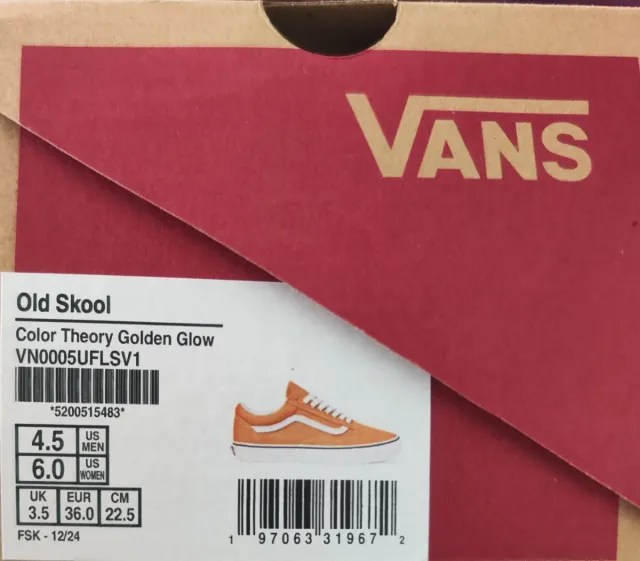 VANS
Old Skool
Color Theory Golden Glow
VN0005UFLSV1
*5200515483*
4.5 US MEN
6.0 US WOMEN
UK EUR CM
3.5 36.0 22.5
FSK - 12/24
1 97063 31967 2